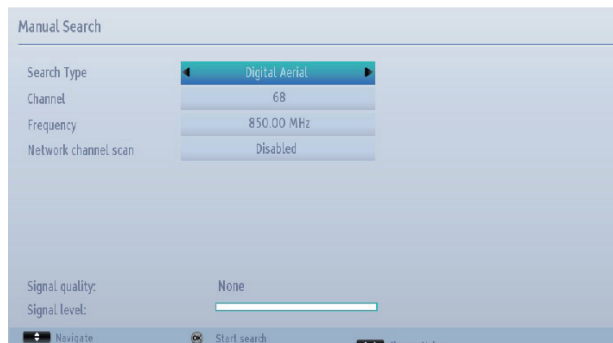 Manual Search
Search Type Digital Aerial
Channel 68
Frequency 850.00 MHz
Network channel scan Disabled
Signal quality: None
Signal level:
Navigate OK Start search